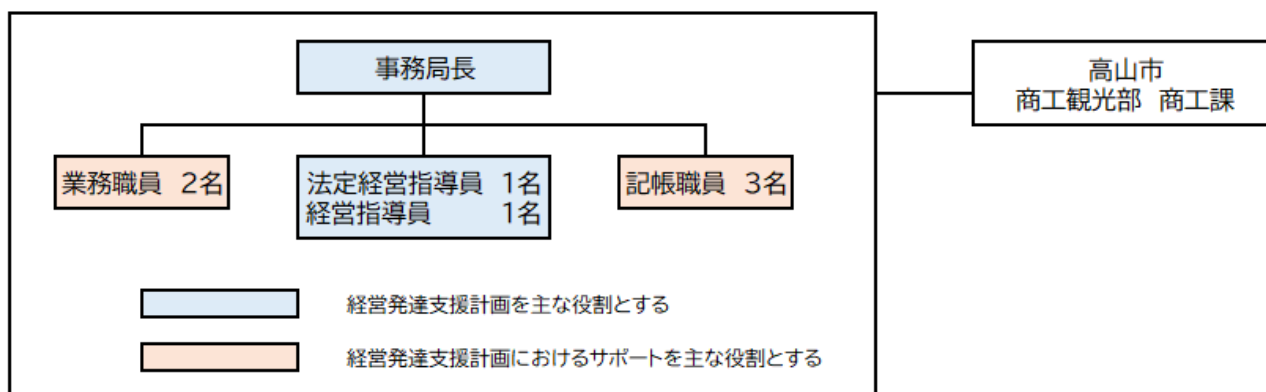 事務局長
高山市
商工観光部 商工課
業務職員 2名
法定経営指導員 1名
経営指導員 1名
記帳職員 3名
経営発達支援計画を主な役割とする
経営発達支援計画におけるサポートを主な役割とする